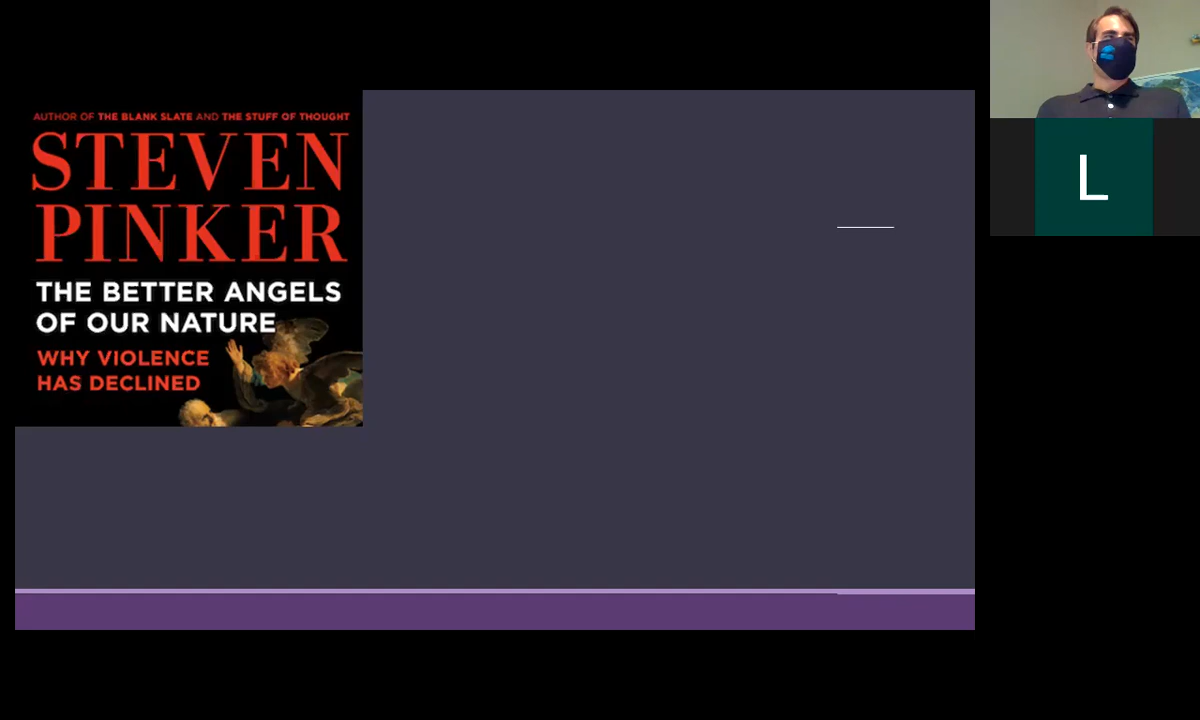 AUTHOR OF THE BLANK SLATE AND THE STUFF OF THOUGHT
STEVEN
PINKER
THE BETTER ANGELS
OF OUR NATURE
WHY VIOLENCE
HAS DECLINED
L